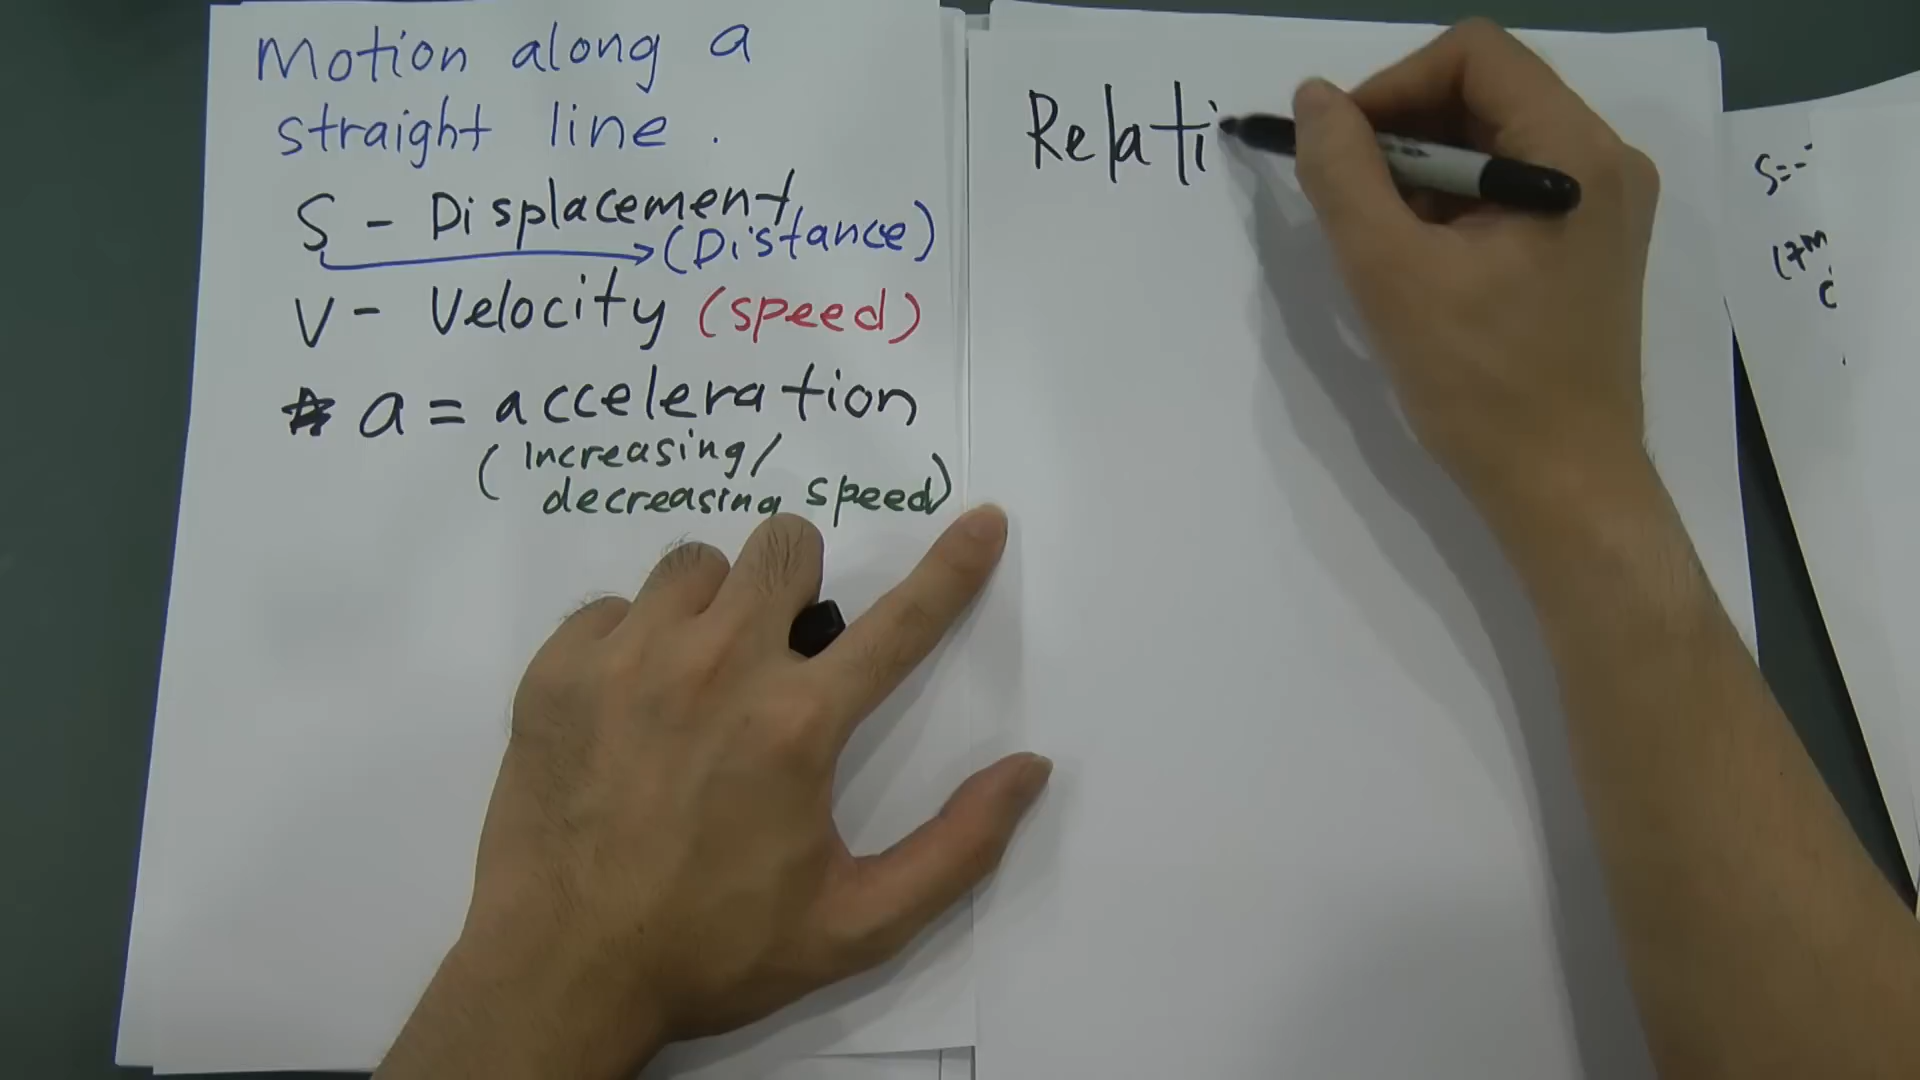 Motion along a
straight line.
S - Displacement
(Distance)
V - Velocity (speed)
* a = acceleration
(increasing/
decreasing speed)
Relati
S=--